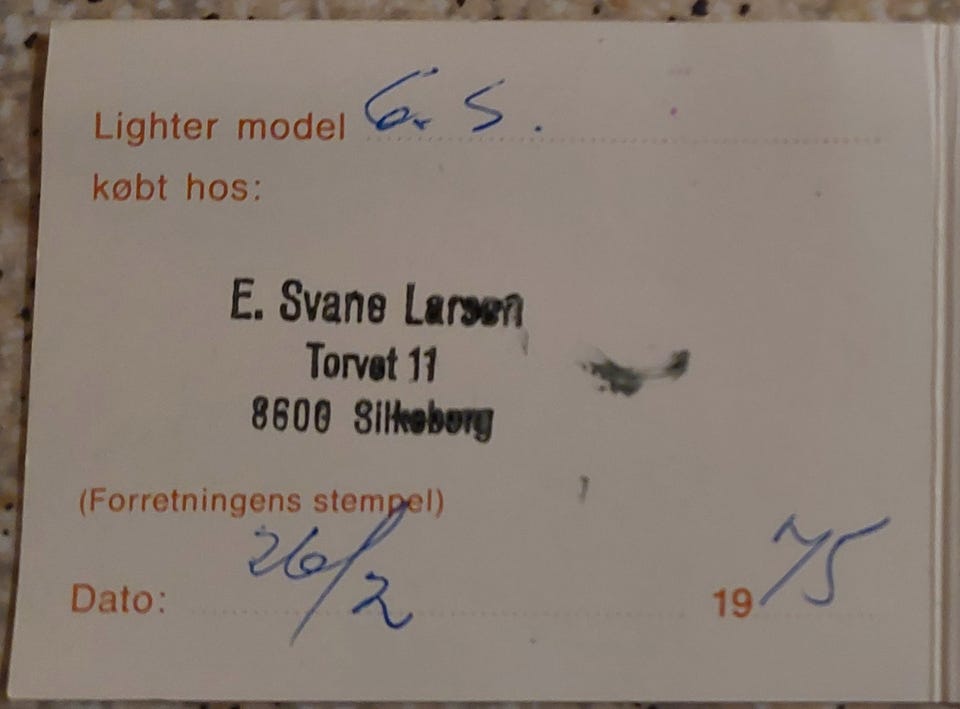 Lighter model G. S.
købt hos:
E. Svane Larsen
Torvet 11
8600 Silkeborg
(Forretningens stempel)
Dato: 26/2 1975